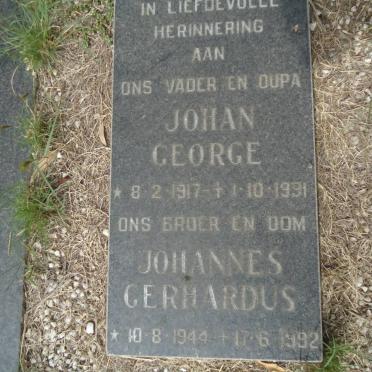 IN LIEFDEVOLLE
HERINNERING
AAN
ONS VADER EN OUPA
JOHAN
GEORGE
* 8·2·1917 - + 1·10·1991
ONS BROER EN OOM
JOHANNES
GERHARDUS
* 10·8·1944 - + 17·6·1992